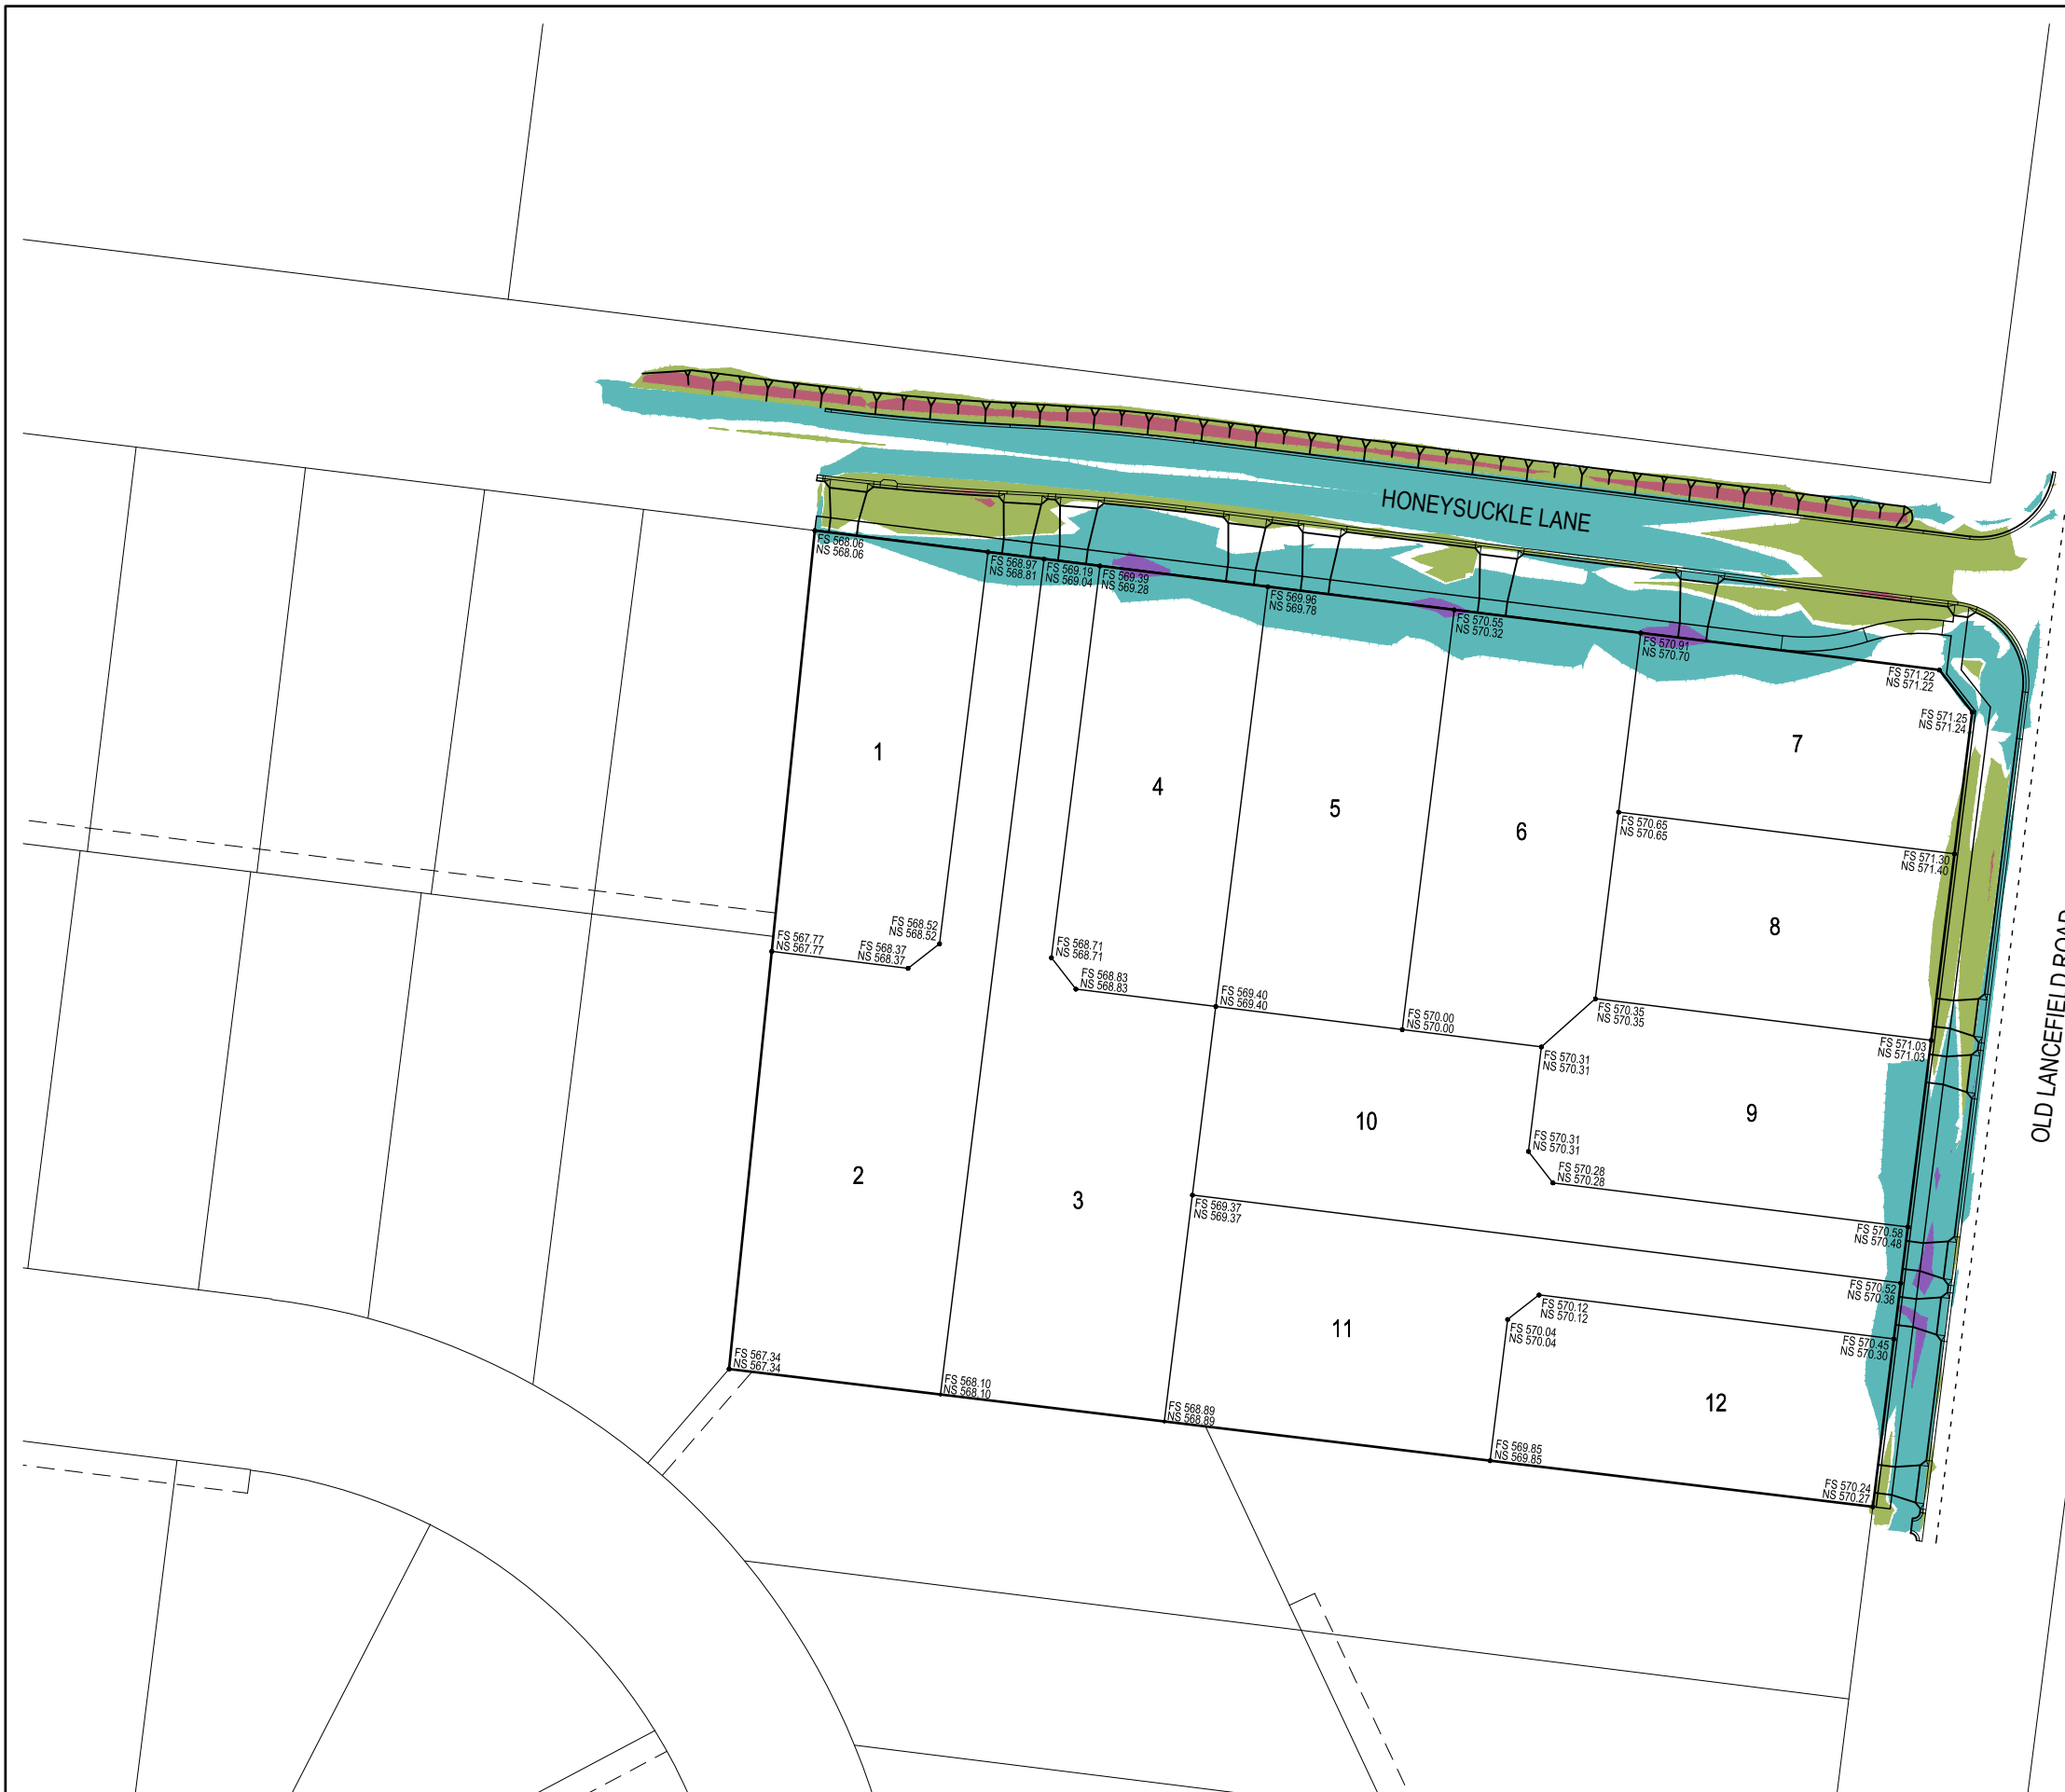 HONEYSUCKLE LANE
FS 568.06
NS 568.06
FS 568.97
NS 568.81
FS 569.19
NS 569.04
FS 569.39
NS 569.28
FS 569.96
NS 569.78
FS 570.55
NS 570.32
FS 570.91
NS 570.70
FS 571.22
NS 571.22
FS 571.25
NS 571.24
1
4
5
6
7
FS 570.65
NS 570.65
FS 571.30
NS 571.40
8
OLD LANCEFIELD ROAD
FS 567.77
NS 567.77
FS 568.37
NS 568.37
FS 568.52
NS 568.52
FS 568.71
NS 568.71
FS 568.83
NS 568.83
FS 569.40
NS 569.40
FS 570.00
NS 570.00
FS 570.35
NS 570.35
FS 570.31
NS 570.31
FS 571.03
NS 571.03
2
3
10
9
FS 570.31
NS 570.31
FS 570.28
NS 570.28
FS 569.37
NS 569.37
FS 570.58
NS 570.48
FS 570.52
NS 570.38
FS 570.12
NS 570.12
FS 570.04
NS 570.04
FS 570.45
NS 570.30
11
12
FS 567.34
NS 567.34
FS 568.10
NS 568.10
FS 568.89
NS 568.89
FS 569.85
NS 569.85
FS 570.24
NS 570.27